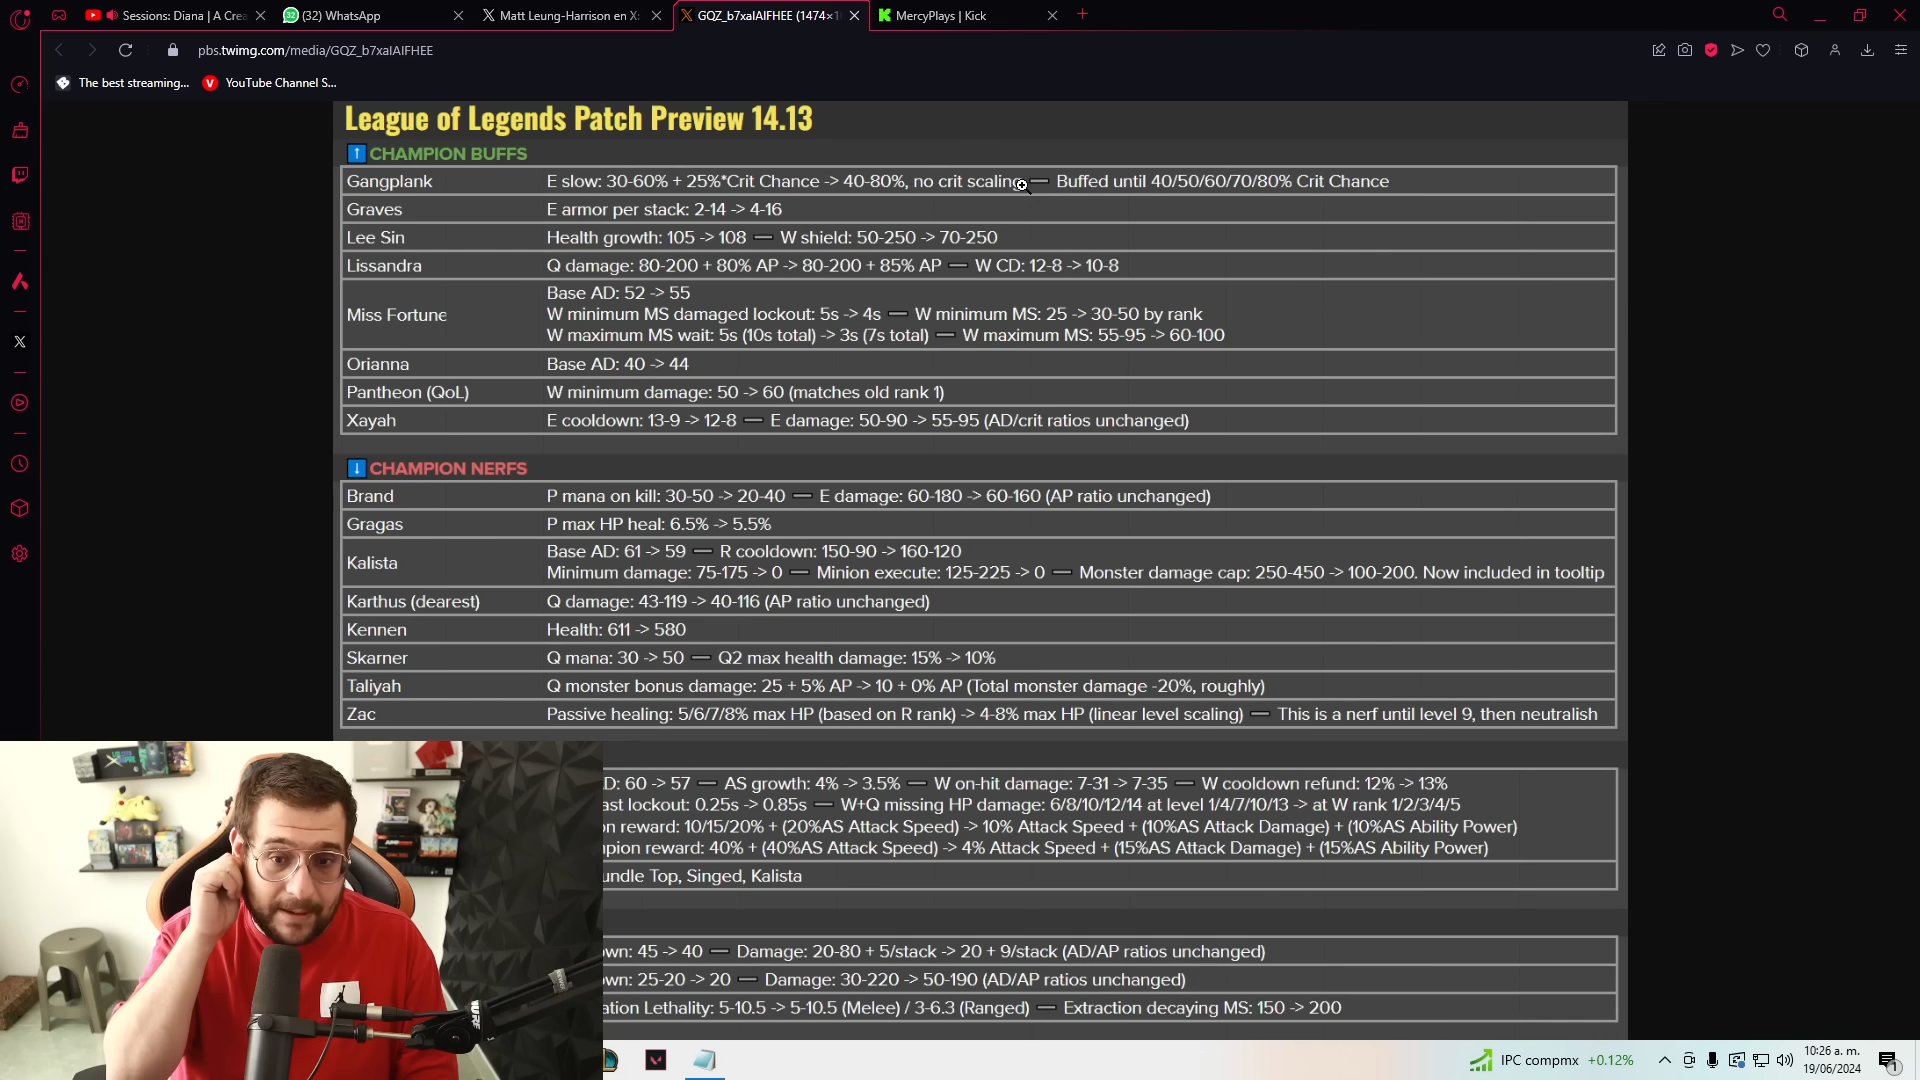 Sessions: Diana | A Crea
(32) WhatsApp
Matt Leung-Harrison en X:
GQZ_b7xaIAIFHEE (1474×1
MercyPlays | Kick
pbs.twimg.com/media/GQZ_b7xaIAIFHEE
The best streaming...
YouTube Channel S...
League of Legends Patch Preview 14.13
CHAMPION BUFFS
Gangplank E slow: 30-60% + 25%*Crit Chance -> 40-80%, no crit scaling — Buffed until 40/50/60/70/80% Crit Chance
Graves E armor per stack: 2-14 -> 4-16
Lee Sin Health growth: 105 -> 108 — W shield: 50-250 -> 70-250
Lissandra Q damage: 80-200 + 80% AP -> 80-200 + 85% AP — W CD: 12-8 -> 10-8
Base AD: 52 -> 55
Miss Fortune W minimum MS damaged lockout: 5s -> 4s — W minimum MS: 25 -> 30-50 by rank
W maximum MS wait: 5s (10s total) -> 3s (7s total) — W maximum MS: 55-95 -> 60-100
Orianna Base AD: 40 -> 44
Pantheon (QoL) W minimum damage: 50 -> 60 (matches old rank 1)
Xayah E cooldown: 13-9 -> 12-8 — E damage: 50-90 -> 55-95 (AD/crit ratios unchanged)
CHAMPION NERFS
Brand P mana on kill: 30-50 -> 20-40 — E damage: 60-180 -> 60-160 (AP ratio unchanged)
Gragas P max HP heal: 6.5% -> 5.5%
Kalista Base AD: 61 -> 59 — R cooldown: 150-90 -> 160-120
Minimum damage: 75-175 -> 0 — Minion execute: 125-225 -> 0 — Monster damage cap: 250-450 -> 100-200. Now included in tooltip
Karthus (dearest) Q damage: 43-119 -> 40-116 (AP ratio unchanged)
Kennen Health: 611 -> 580
Skarner Q mana: 30 -> 50 — Q2 max health damage: 15% -> 10%
Taliyah Q monster bonus damage: 25 + 5% AP -> 10 + 0% AP (Total monster damage -20%, roughly)
Zac Passive healing: 5/6/7/8% max HP (based on R rank) -> 4-8% max HP (linear level scaling) — This is a nerf until level 9, then neutralish
D: 60 -> 57 — AS growth: 4% -> 3.5% — W on-hit damage: 7-31 -> 7-35 — W cooldown refund: 12% -> 13%
ast lockout: 0.25s -> 0.85s — W+Q missing HP damage: 6/8/10/12/14 at level 1/4/7/10/13 -> at W rank 1/2/3/4/5
on reward: 10/15/20% + (20%AS Attack Speed) -> 10% Attack Speed + (10%AS Attack Damage) + (10%AS Ability Power)
pion reward: 40% + (40%AS Attack Speed) -> 4% Attack Speed + (15%AS Attack Damage) + (15%AS Ability Power)
undle Top, Singed, Kalista
own: 45 -> 40 — Damage: 20-80 + 5/stack -> 20 + 9/stack (AD/AP ratios unchanged)
own: 25-20 -> 20 — Damage: 30-220 -> 50-190 (AD/AP ratios unchanged)
ation Lethality: 5-10.5 -> 5-10.5 (Melee) / 3-6.3 (Ranged) — Extraction decaying MS: 150 -> 200
IPC compmx +0.12%
10:26 a. m.
19/06/2024